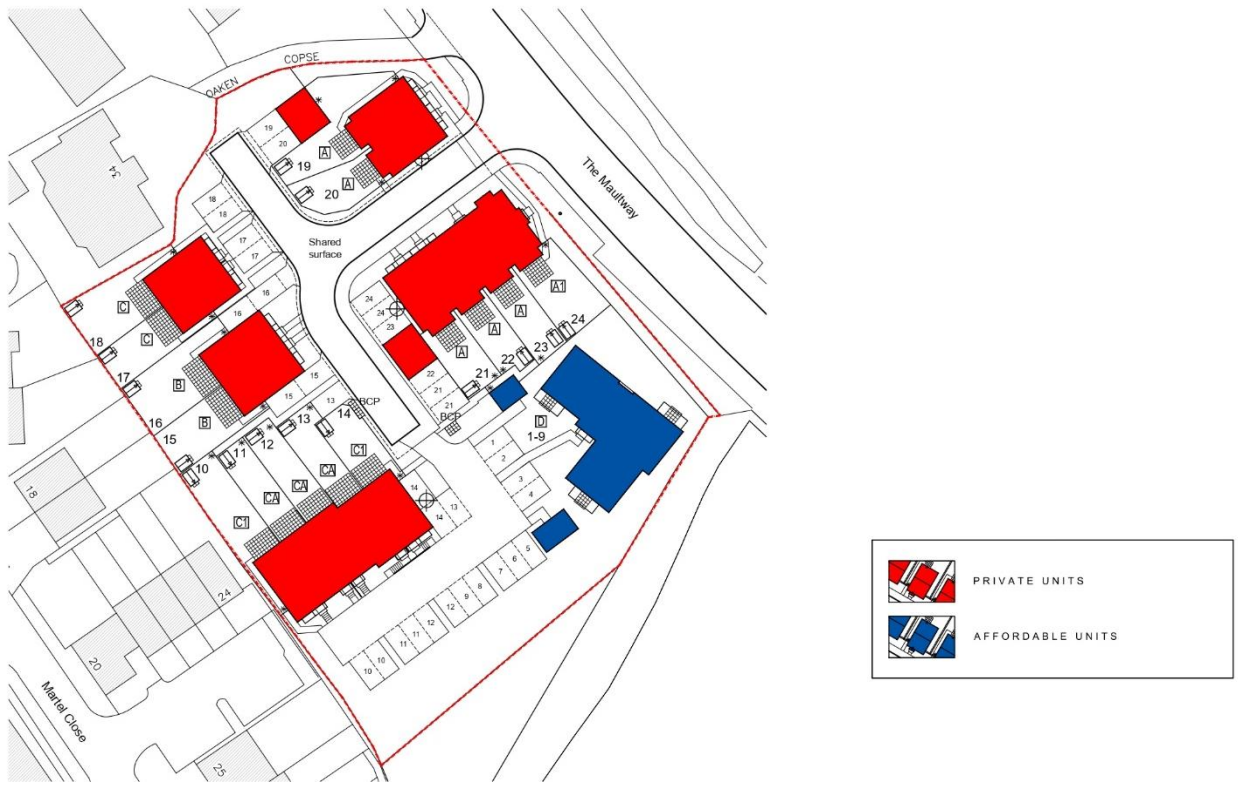 OAKEN COPSE
34
19
20
A
19
A
20
The Maultway
18
18
17
17
Shared
surface
16
16
C
C
18
17
B
B
16
15
15
15
13
BCP
24
24
23
22
21
21
A1
A
A
A
24
23
22
21
BCP
D
1-9
1
2
3
4
5
6
7
8
9
12
12
11
11
10
10
14
13
12
11
10
C1
CA
CA
C1
14
13
14
18
24
20
25
Martel Close
PRIVATE UNITS
AFFORDABLE UNITS